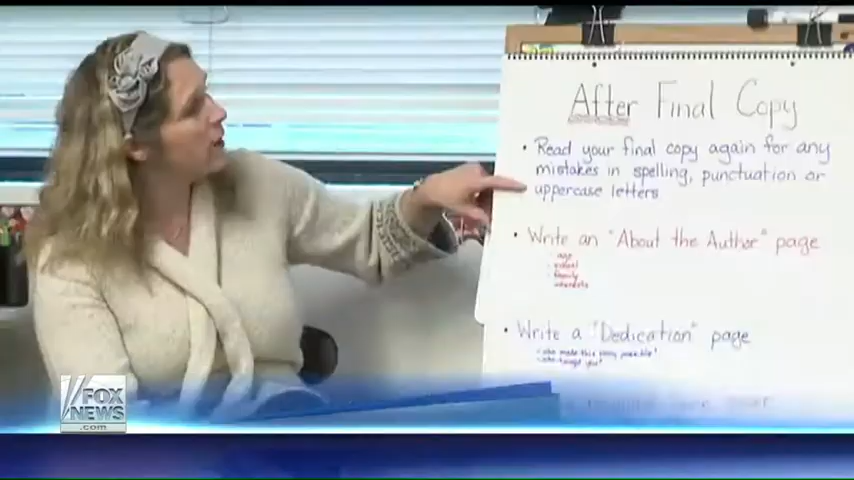 After Final Copy
• Read your final copy again for any
mistakes in spelling, punctuation or
uppercase letters
• Write an "About the Author" page
- age
- school
- family
- interests
• Write a "Dedication" page
FOX
NEWS
.com